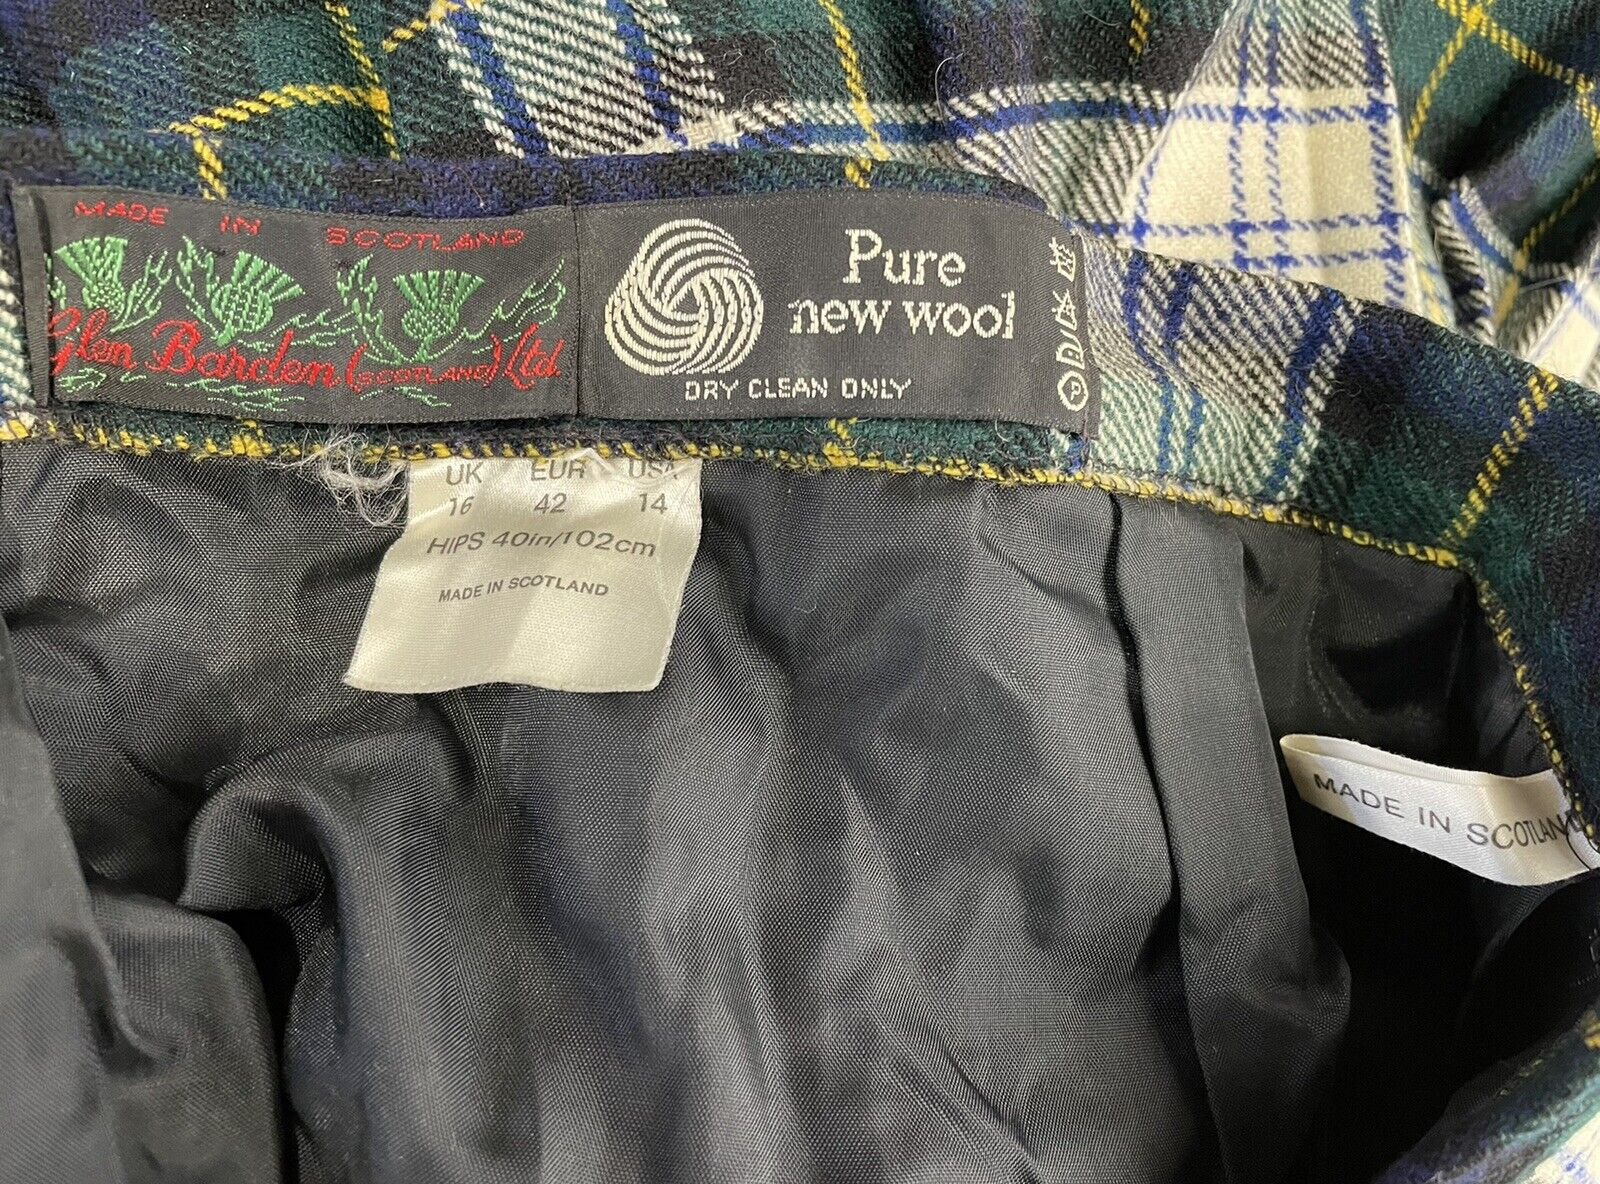 MADE IN SCOTLAND
Glen Barden (SCOTLAND) Ltd.
Pure
new wool
DRY CLEAN ONLY
P
UK EUR USA
16 42 14
HIPS 40in/102cm
MADE IN SCOTLAND
MADE IN SCOTLAND